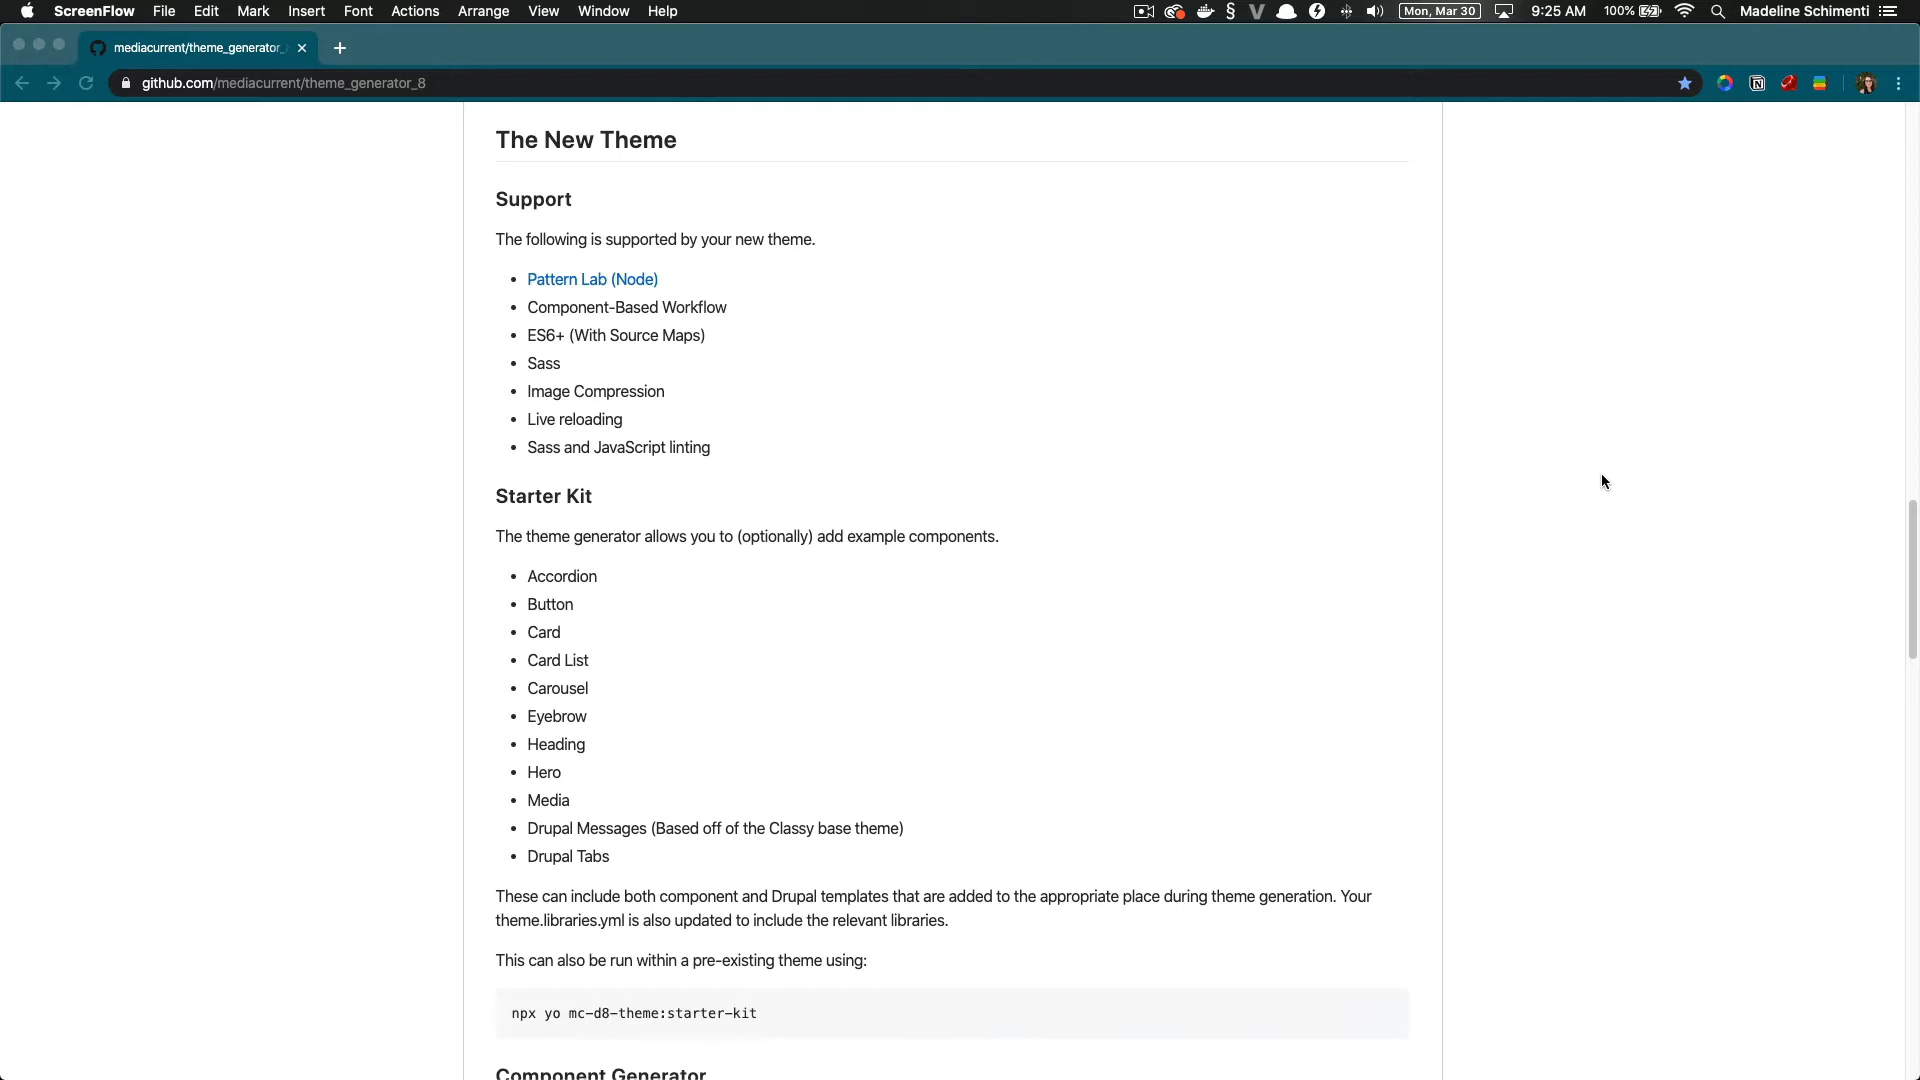 ScreenFlow File Edit Mark Insert Font Actions Arrange View Window Help Mon, Mar 30 9:25 AM 100% Madeline Schimenti
mediacurrent/theme_generator_
github.com/mediacurrent/theme_generator_8
The New Theme
Support
The following is supported by your new theme.
• Pattern Lab (Node)
• Component-Based Workflow
• ES6+ (With Source Maps)
• Sass
• Image Compression
• Live reloading
• Sass and JavaScript linting
Starter Kit
The theme generator allows you to (optionally) add example components.
• Accordion
• Button
• Card
• Card List
• Carousel
• Eyebrow
• Heading
• Hero
• Media
• Drupal Messages (Based off of the Classy base theme)
• Drupal Tabs
These can include both component and Drupal templates that are added to the appropriate place during theme generation. Your
theme.libraries.yml is also updated to include the relevant libraries.
This can also be run within a pre-existing theme using:
npx yo mc-d8-theme:starter-kit
Component Generator